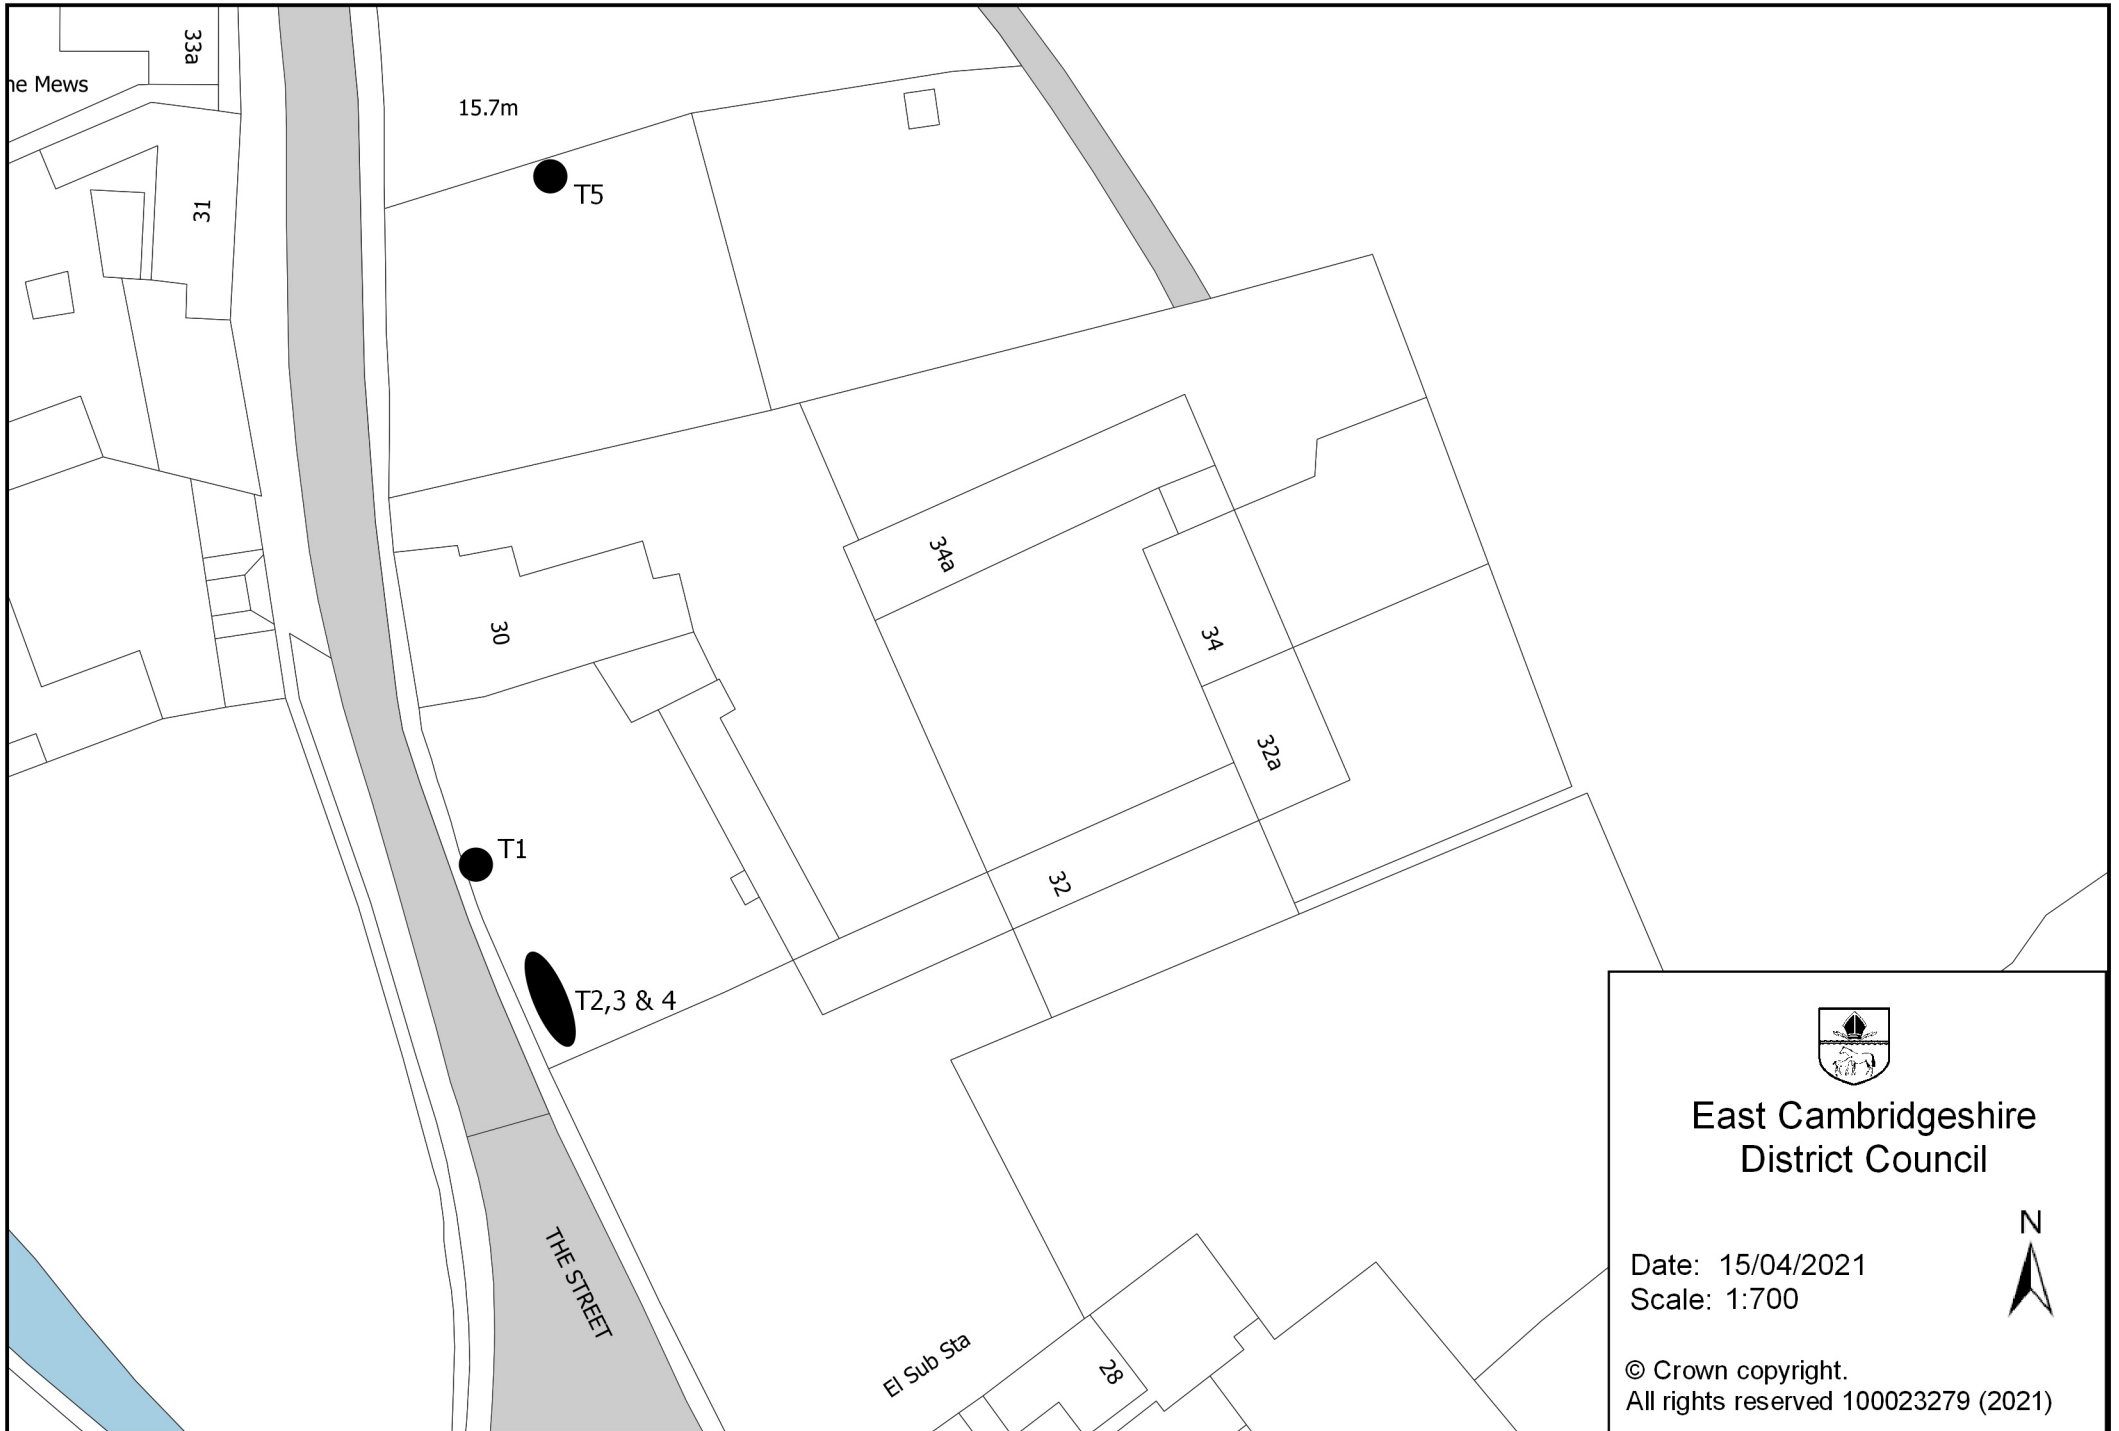 33a
he Mews
15.7m
T5
31
34a
30
34
32a
T1
32
T2,3 & 4
THE STREET
El Sub Sta
28
East Cambridgeshire
District Council
N
Date: 15/04/2021
Scale: 1:700
© Crown copyright.
All rights reserved 100023279 (2021)